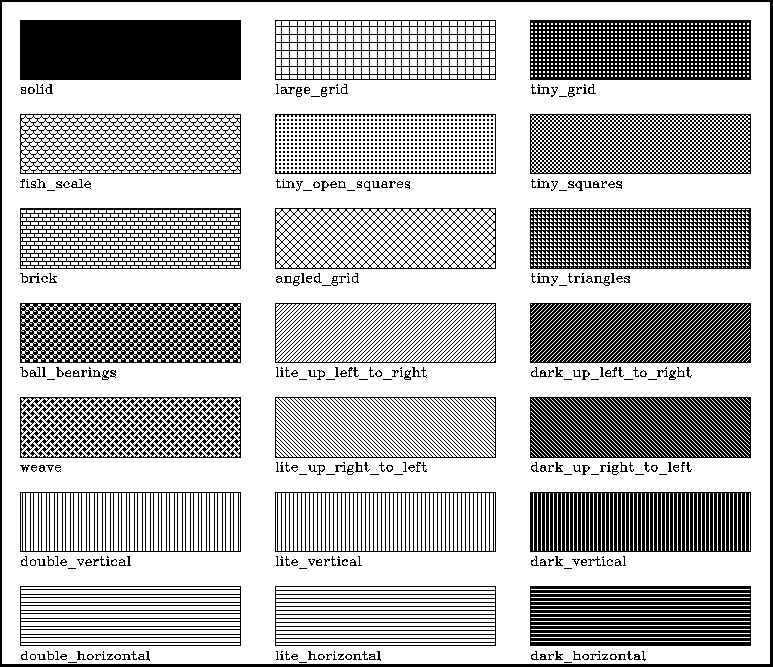 solid large_grid tiny_grid
fish_scale tiny_open_squares tiny_squares
brick angled_grid tiny_triangles
ball_bearings lite_up_left_to_right dark_up_left_to_right
weave lite_up_right_to_left dark_up_right_to_left
double_vertical lite_vertical dark_vertical
double_horizontal lite_horizontal dark_horizontal